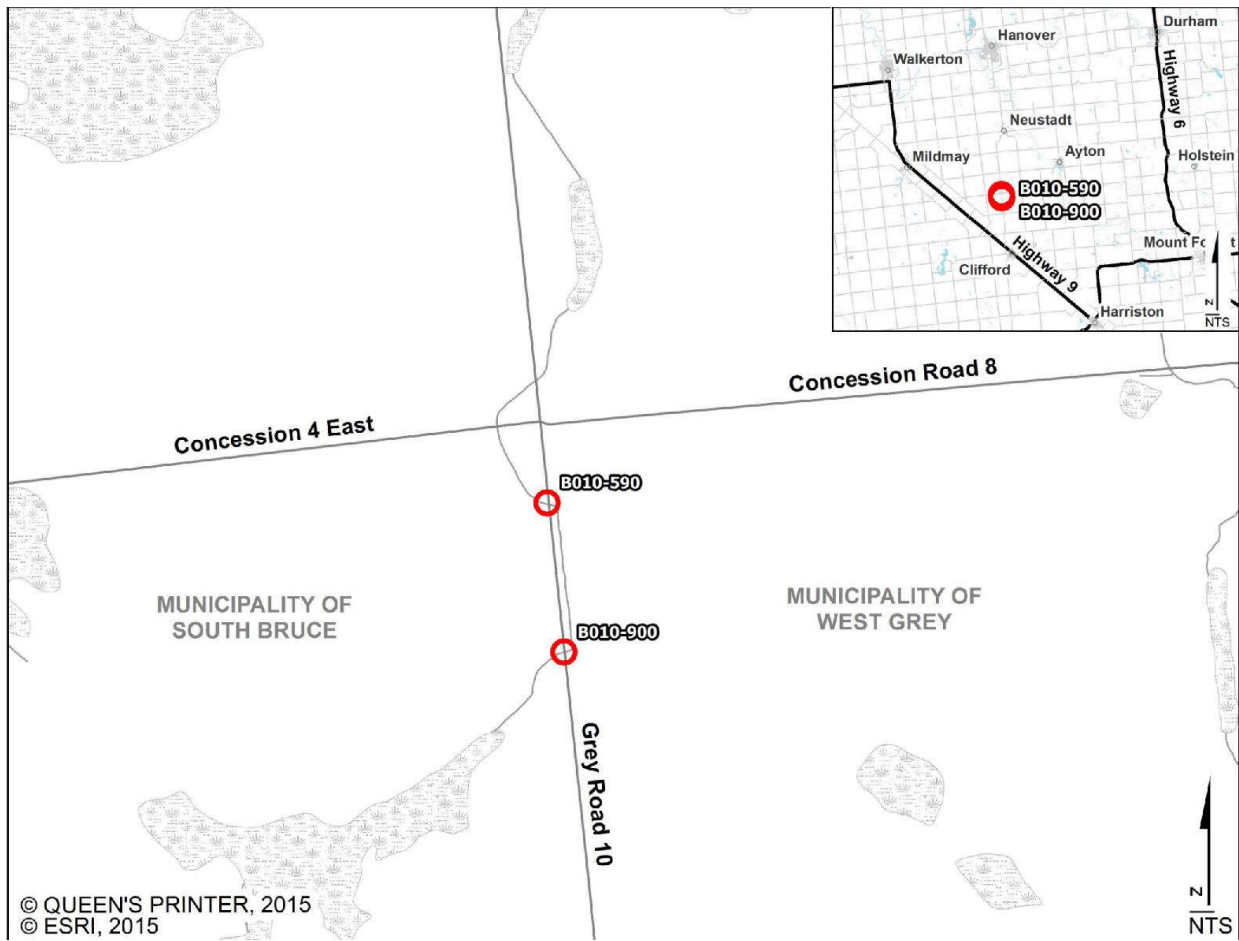 Durham
Hanover
Walkerton
Highway 6
Neustadt
Ayton
Mildmay
Holstein
B010-590
B010-900
Mount Fo t
Highway 9
Clifford
Harriston
N
NTS
Concession Road 8
Concession 4 East
B010-590
MUNICIPALITY OF
SOUTH BRUCE
MUNICIPALITY OF
WEST GREY
B010-900
Grey Road 10
© QUEEN'S PRINTER, 2015
© ESRI, 2015
N
NTS